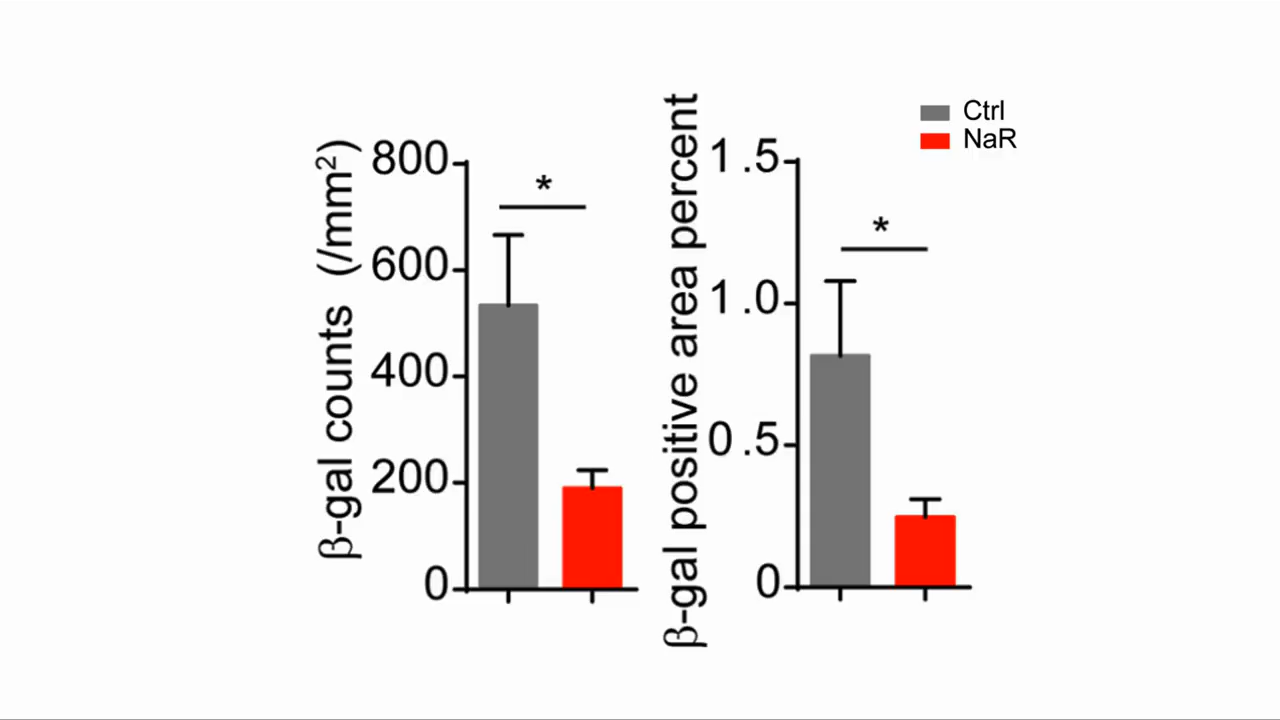 β-gal counts (/mm²)
800
600
400
200
0
*
β-gal positive area percent
1.5
1.0
0.5
0
*
Ctrl
NaR